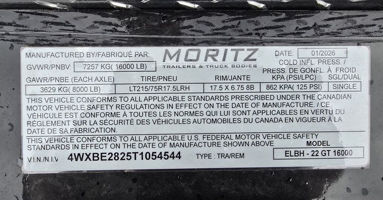 MANUFACTURED BY/FABRIQUÉ PAR: MORITZ DATE: 01/2026
TRAILERS & TRUCK BODIES
GVWR/PNBV: 7257 KG (16000 LB) COLD INFL. PRESS/
PRESS. DE GONFL. À FROID
GAWR/PNBE (EACH AXLE) TIRE/PNEU RIM/JANTE KPA (PSI/LPC) SGL/DUAL
3629 KG (8000 LB) LT215/75R17.5LRH 17.5 X 6.75 8B 862 KPA (125 PSI) SINGLE
THIS VEHICLE CONFORMS TO ALL APPLICABLE STANDARDS PRESCRIBED UNDER THE CANADIAN
MOTOR VEHICLE SAFETY REGULATIONS IN EFFECT ON THE DATE OF MANUFACTURE / CE
VÉHICULE EST CONFORME À TOUTES LES NORMES QUI LUI SONT APPLICABLES EN VERTU DU
RÈGLEMENT SUR LA SÉCURITÉ DES VÉHICULES AUTOMOBILES DU CANADA EN VIGUEUR À LA
DATE DE SA FABRICATION.
THIS VEHICLE CONFORMS TO ALL APPLICABLE U.S. FEDERAL MOTOR VEHICLE SAFETY
STANDARDS IN EFFECT ON THE DATE OF MANUFACTURE SHOWN ABOVE. MODEL:
V.I.N./N.I.V. 4WXBE2825T1054544 TYPE: TRA/REM ELBH - 22 GT 16000